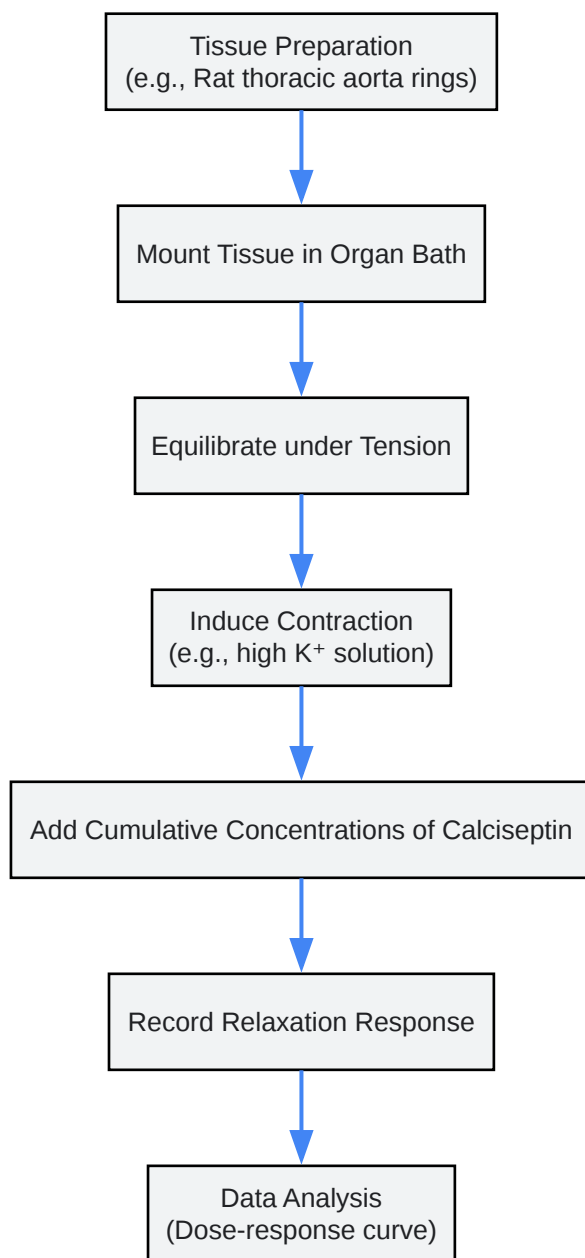 Tissue Preparation
(e.g., Rat thoracic aorta rings)
Mount Tissue in Organ Bath
Equilibrate under Tension
Induce Contraction
(e.g., high K⁺ solution)
Add Cumulative Concentrations of Calciseptin
Record Relaxation Response
Data Analysis
(Dose-response curve)